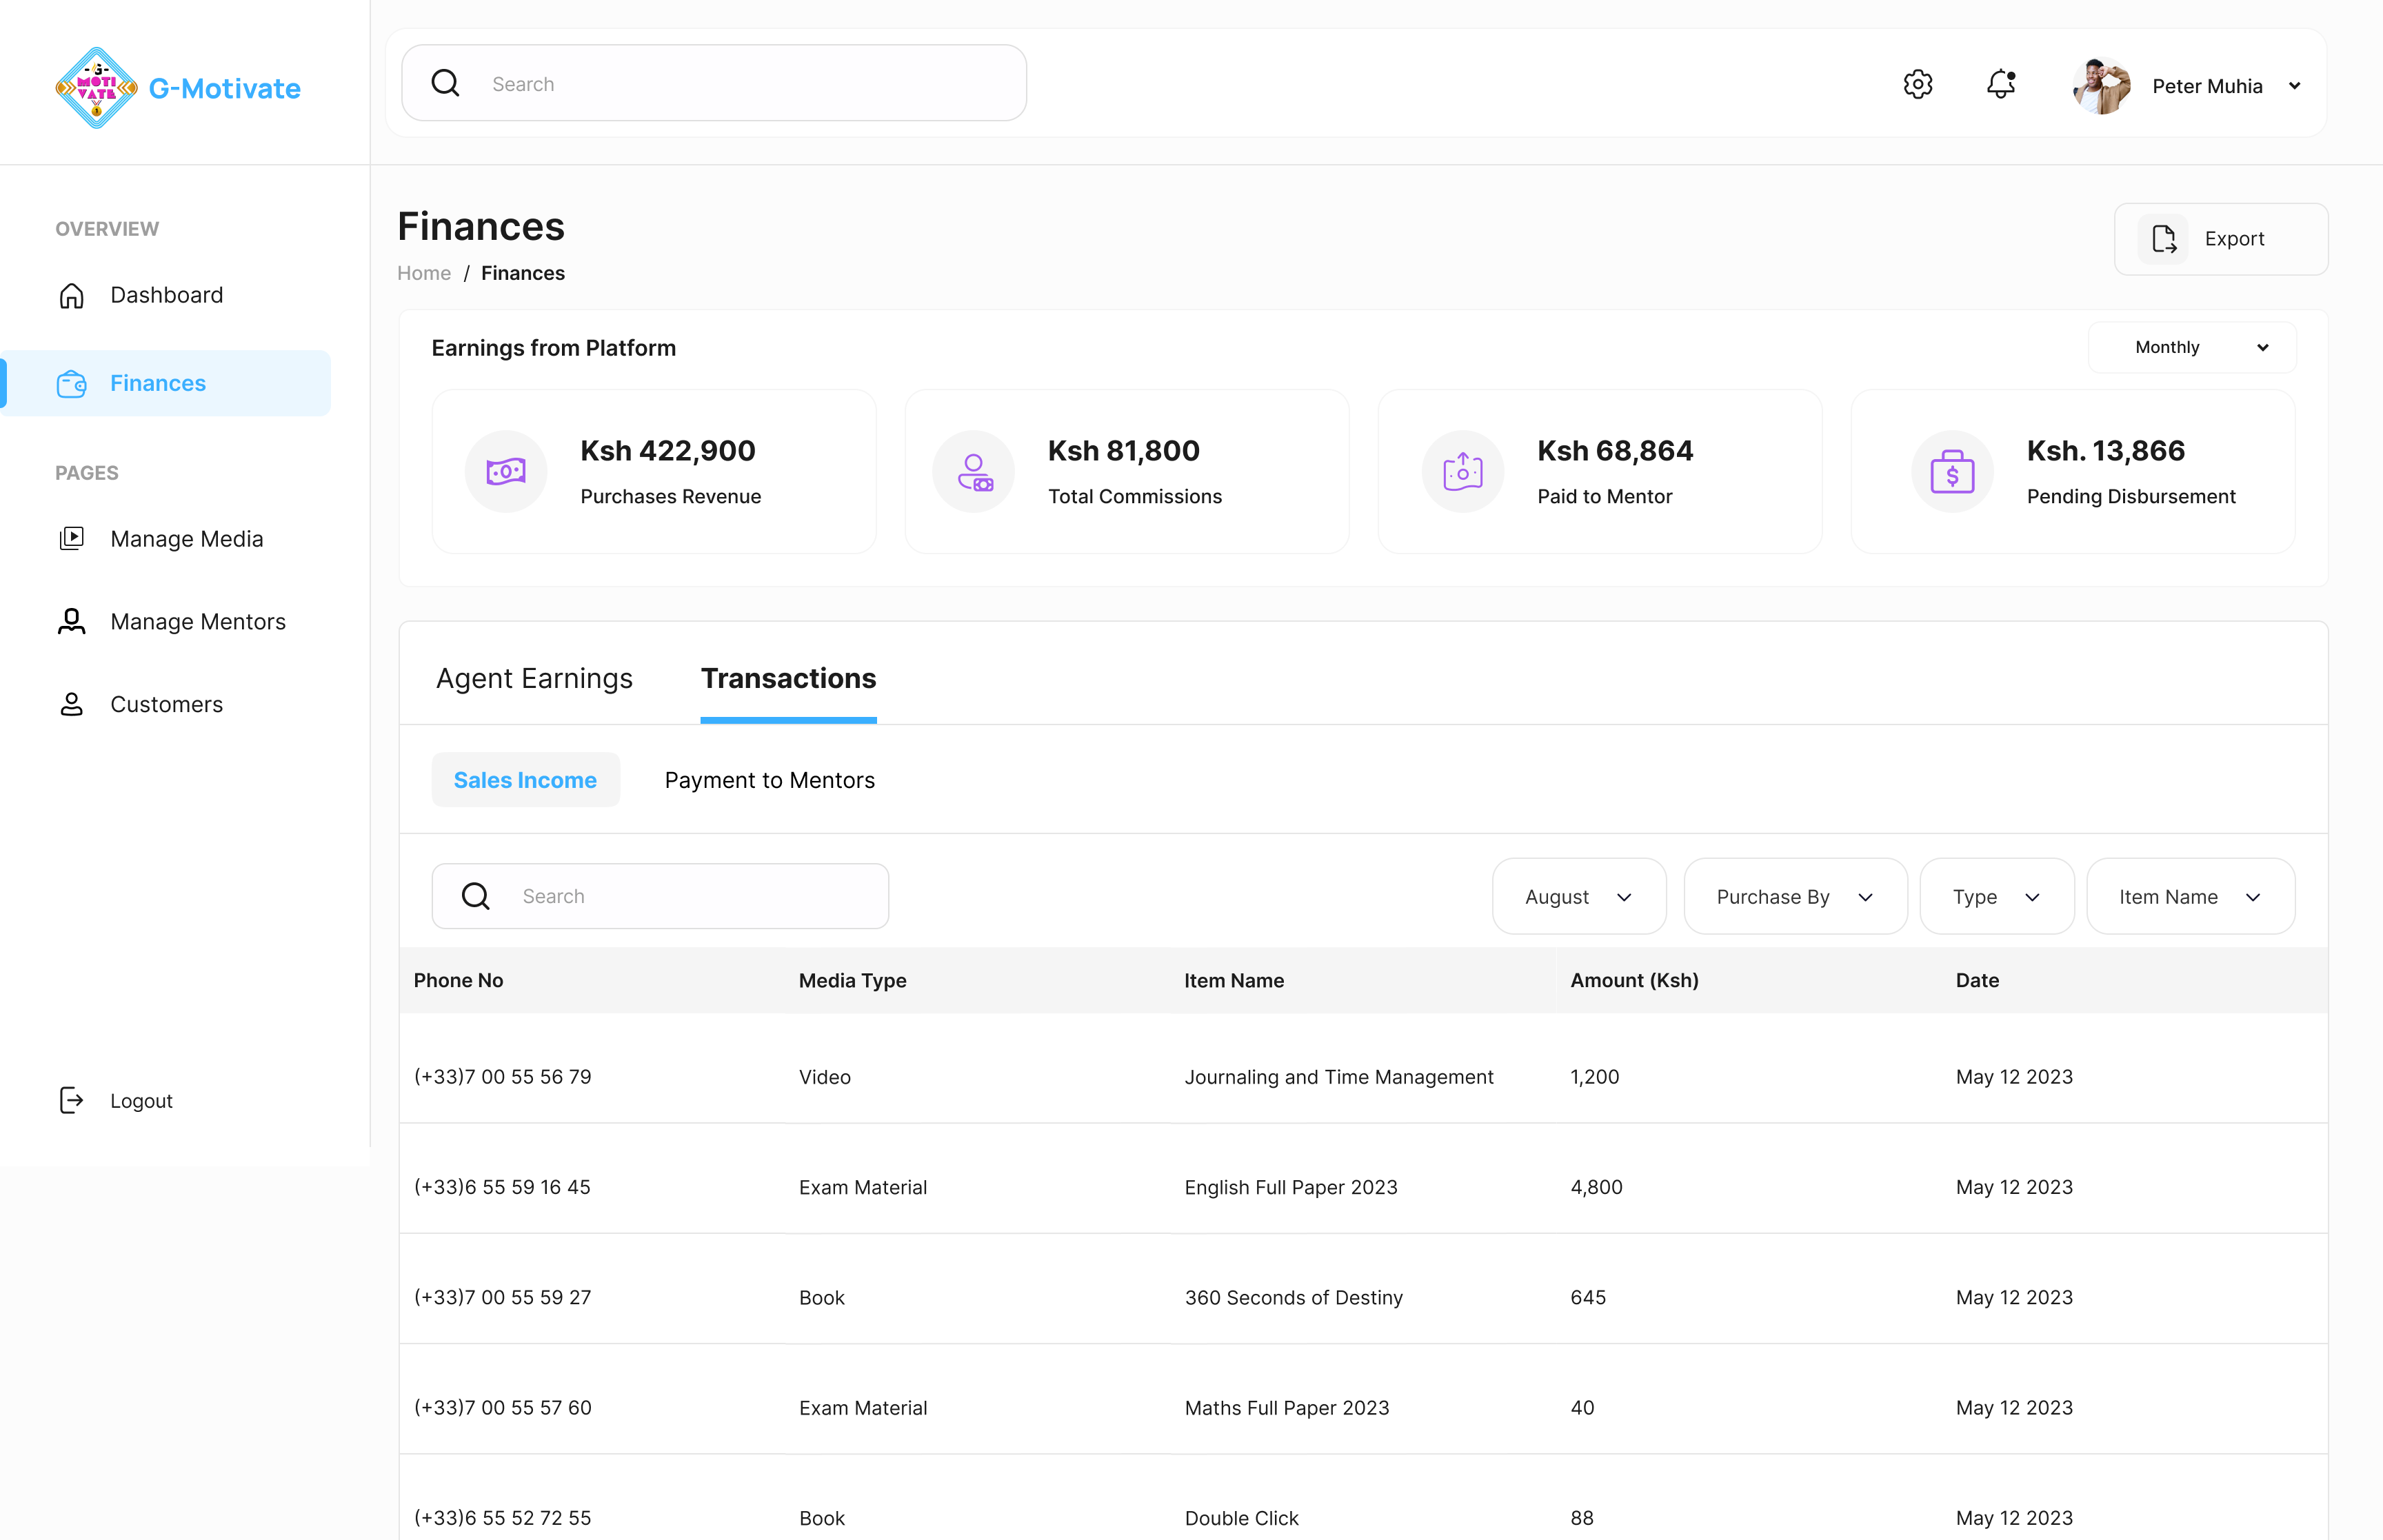 G MOTI VATE
G-Motivate
Search
Peter Muhia
OVERVIEW
Dashboard
Finances
PAGES
Manage Media
Manage Mentors
Customers
Logout
Finances
Home / Finances
Export
Earnings from Platform
Monthly
Ksh 422,900
Purchases Revenue
Ksh 81,800
Total Commissions
Ksh 68,864
Paid to Mentor
Ksh. 13,866
Pending Disbursement
Agent Earnings Transactions
Sales Income Payment to Mentors
Search August Purchase By Type Item Name
Phone No Media Type Item Name Amount (Ksh) Date
(+33)7 00 55 56 79 Video Journaling and Time Management 1,200 May 12 2023
(+33)6 55 59 16 45 Exam Material English Full Paper 2023 4,800 May 12 2023
(+33)7 00 55 59 27 Book 360 Seconds of Destiny 645 May 12 2023
(+33)7 00 55 57 60 Exam Material Maths Full Paper 2023 40 May 12 2023
(+33)6 55 52 72 55 Book Double Click 88 May 12 2023